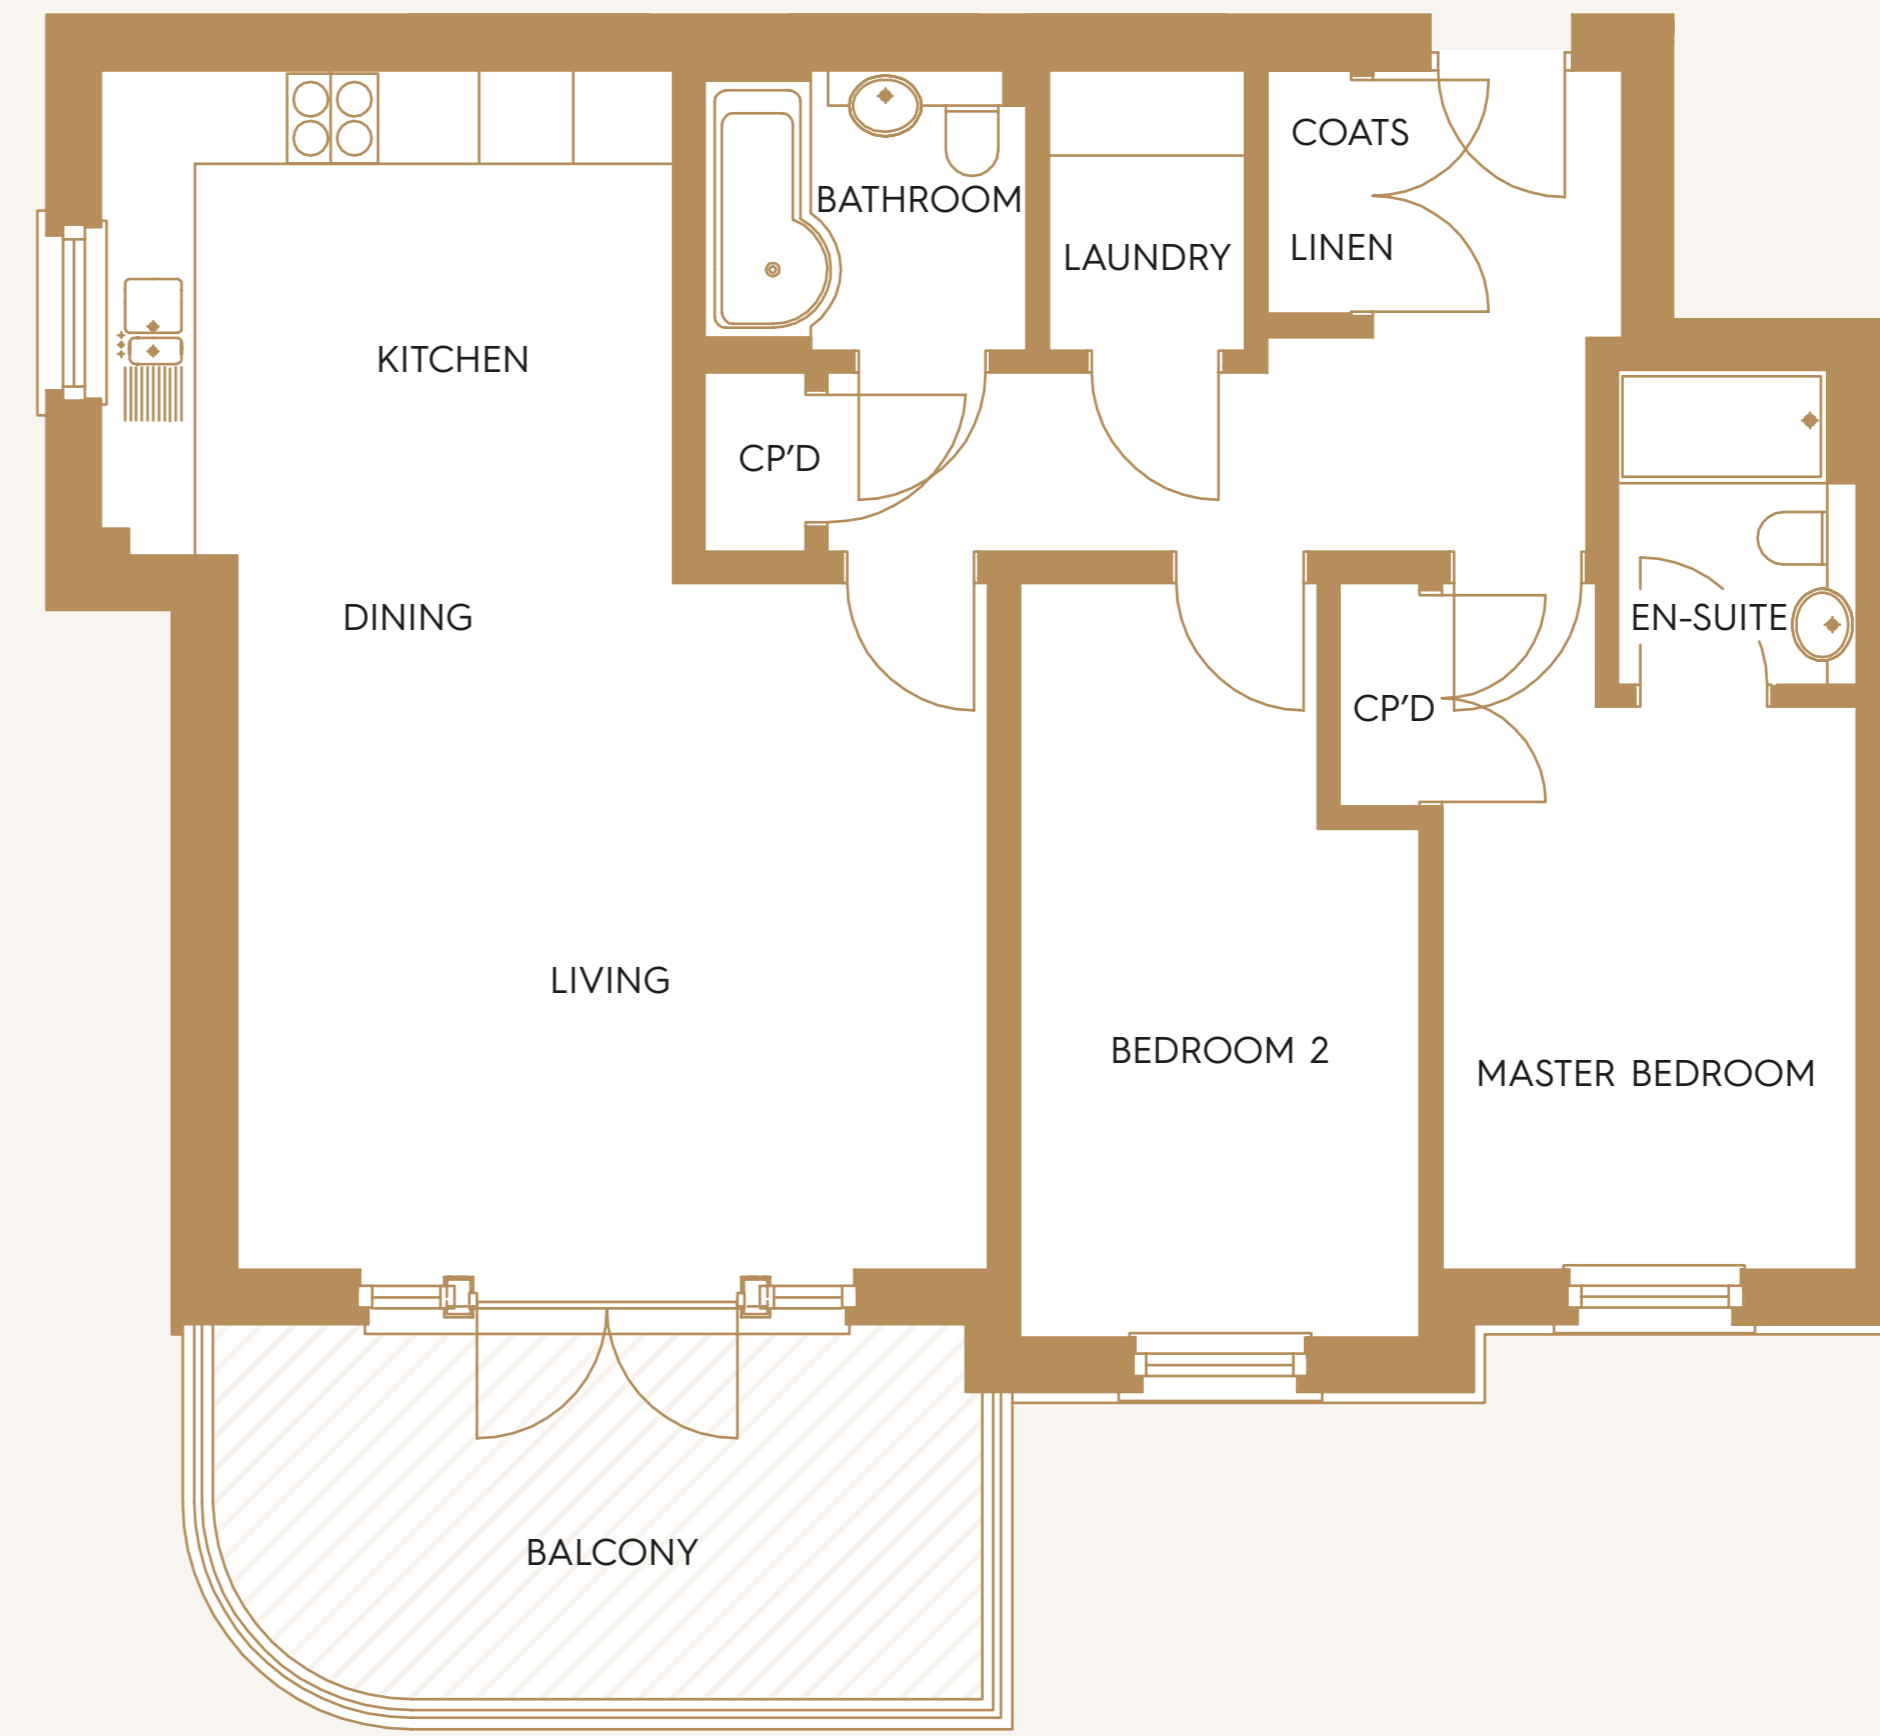 COATS
BATHROOM
LINEN
LAUNDRY
KITCHEN
CP'D
DINING
EN-SUITE
CP'D
LIVING
BEDROOM 2
MASTER BEDROOM
BALCONY